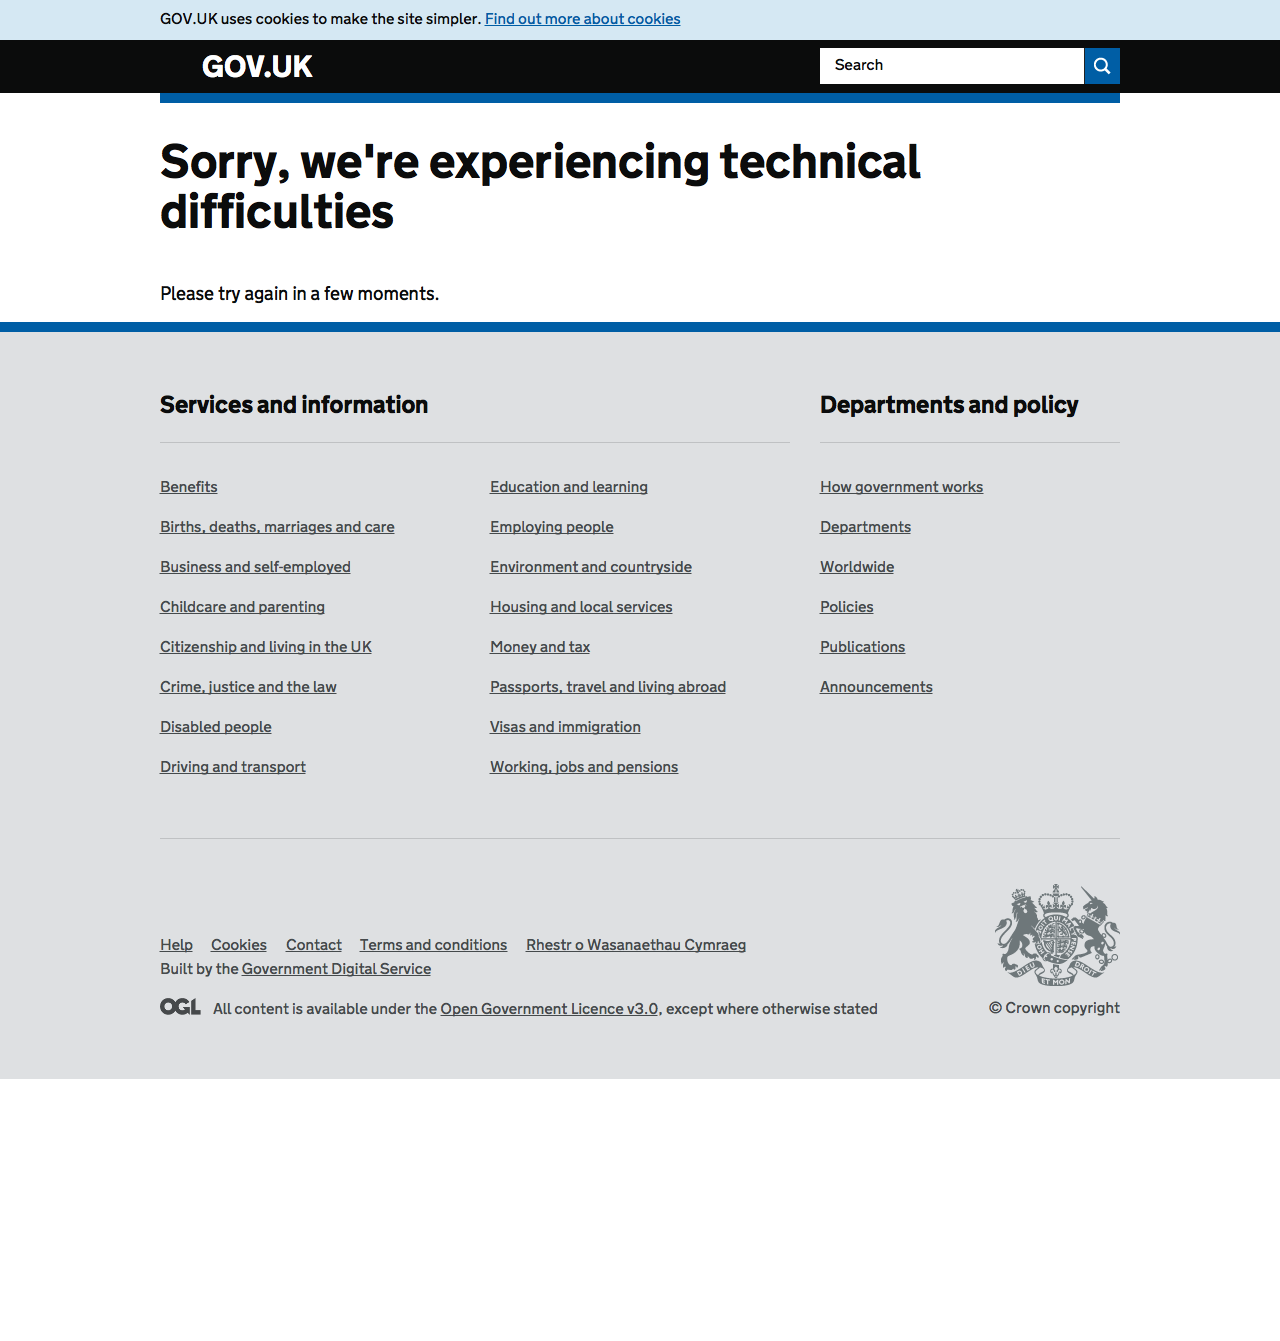 GOV.UK uses cookies to make the site simpler. Find out more about cookies
GOV.UK
Search
Sorry, we're experiencing technical
difficulties
Please try again in a few moments.
Services and information
Departments and policy
Benefits
Births, deaths, marriages and care
Business and self-employed
Childcare and parenting
Citizenship and living in the UK
Crime, justice and the law
Disabled people
Driving and transport
Education and learning
Employing people
Environment and countryside
Housing and local services
Money and tax
Passports, travel and living abroad
Visas and immigration
Working, jobs and pensions
How government works
Departments
Worldwide
Policies
Publications
Announcements
Help Cookies Contact Terms and conditions Rhestr o Wasanaethau Cymraeg
Built by the Government Digital Service
OGL All content is available under the Open Government Licence v3.0, except where otherwise stated
DIEU ET MON DROIT
© Crown copyright